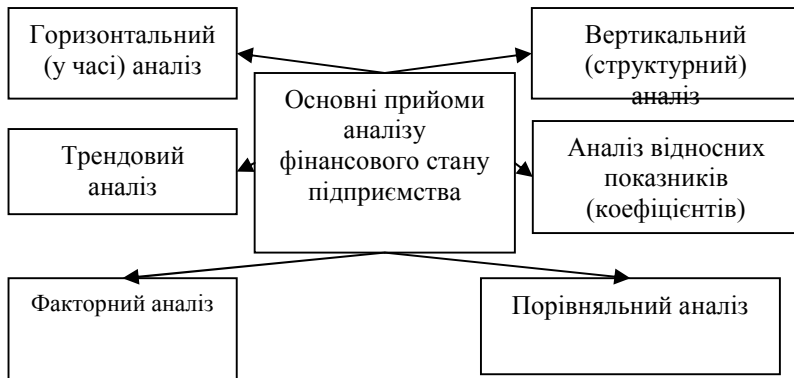 Горизонтальний
(у часі) аналіз
Вертикальний
(структурний)
аналіз
Основні прийоми
аналізу
фінансового стану
підприємства
Трендовий
аналіз
Аналіз відносних
показників
(коефіцієнтів)
Факторний аналіз
Порівняльний аналіз